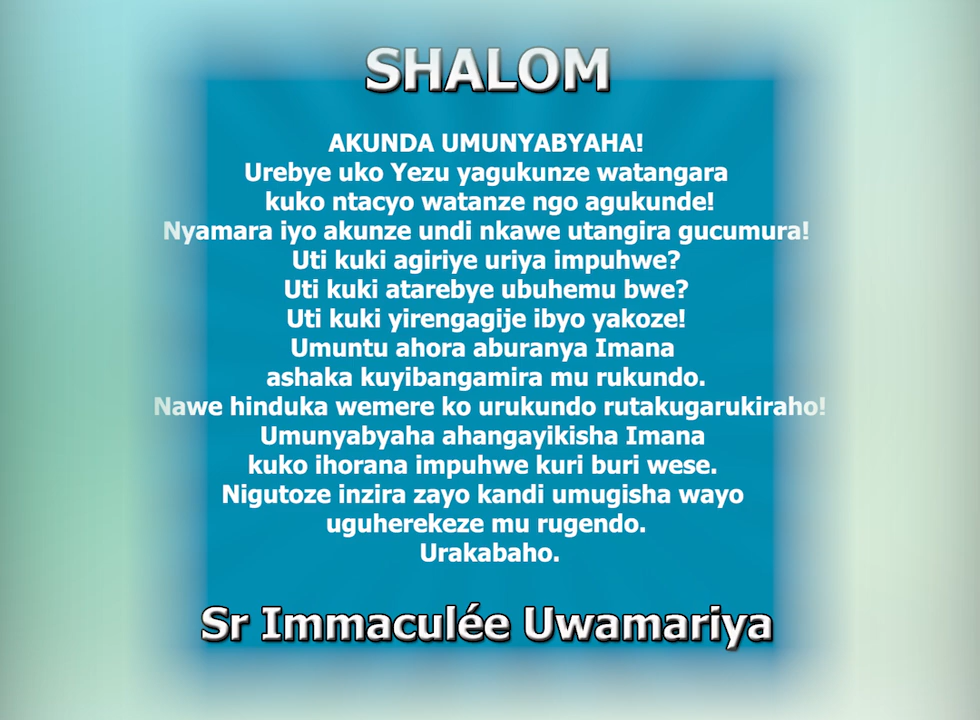 SHALOM
AKUNDA UMUNYABYAHA!
Urebye uko Yezu yagukunze watangara
kuko ntacyo watanze ngo agukunde!
Nyamara iyo akunze undi nkawe utangira gucumura!
Uti kuki agiriye uriya impuhwe?
Uti kuki atarebye ubuhemu bwe?
Uti kuki yirengagije ibyo yakoze!
Umuntu ahora aburanya Imana
ashaka kuyibangamira mu rukundo.
Nawe hinduka wemere ko urukundo rutakugarukiraho!
Umunyabyaha ahangayikisha Imana
kuko ihorana impuhwe kuri buri wese.
Nigutoze inzira zayo kandi umugisha wayo
uguherekeze mu rugendo.
Urakabaho.
Sr Immaculée Uwamariya